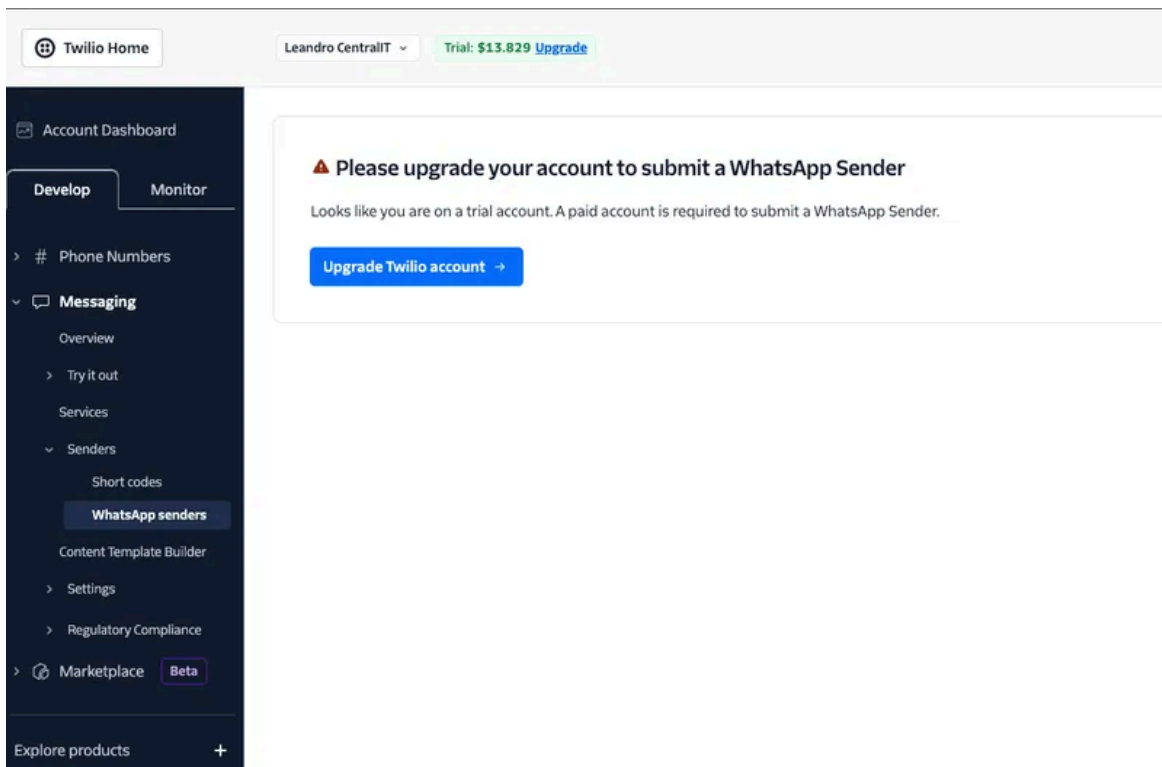 Twilio Home
Leandro CentralIT
Trial: $13.829 Upgrade
Account Dashboard
Develop
Monitor
# Phone Numbers
Messaging
Overview
Try it out
Services
Senders
Short codes
WhatsApp senders
Content Template Builder
Settings
Regulatory Compliance
Marketplace Beta
Explore products +
Please upgrade your account to submit a WhatsApp Sender
Looks like you are on a trial account. A paid account is required to submit a WhatsApp Sender.
Upgrade Twilio account →